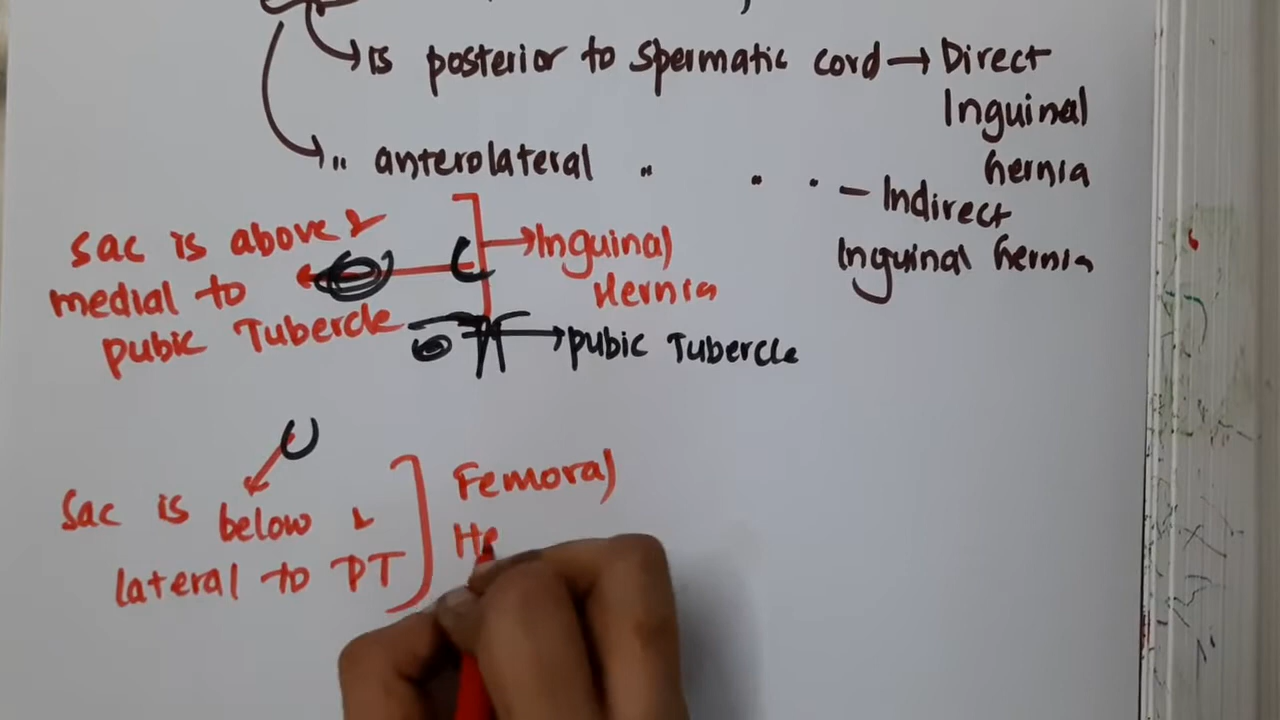 is posterior to spermatic cord → Direct
Inguinal
hernia
" anterolateral " " " - Indirect
Inguinal hernia
Sac is above &
medial to
pubic Tubercle
→ Inguinal
Hernia
→ pubic Tubercle
Sac is below &
lateral to PT
Femoral
He